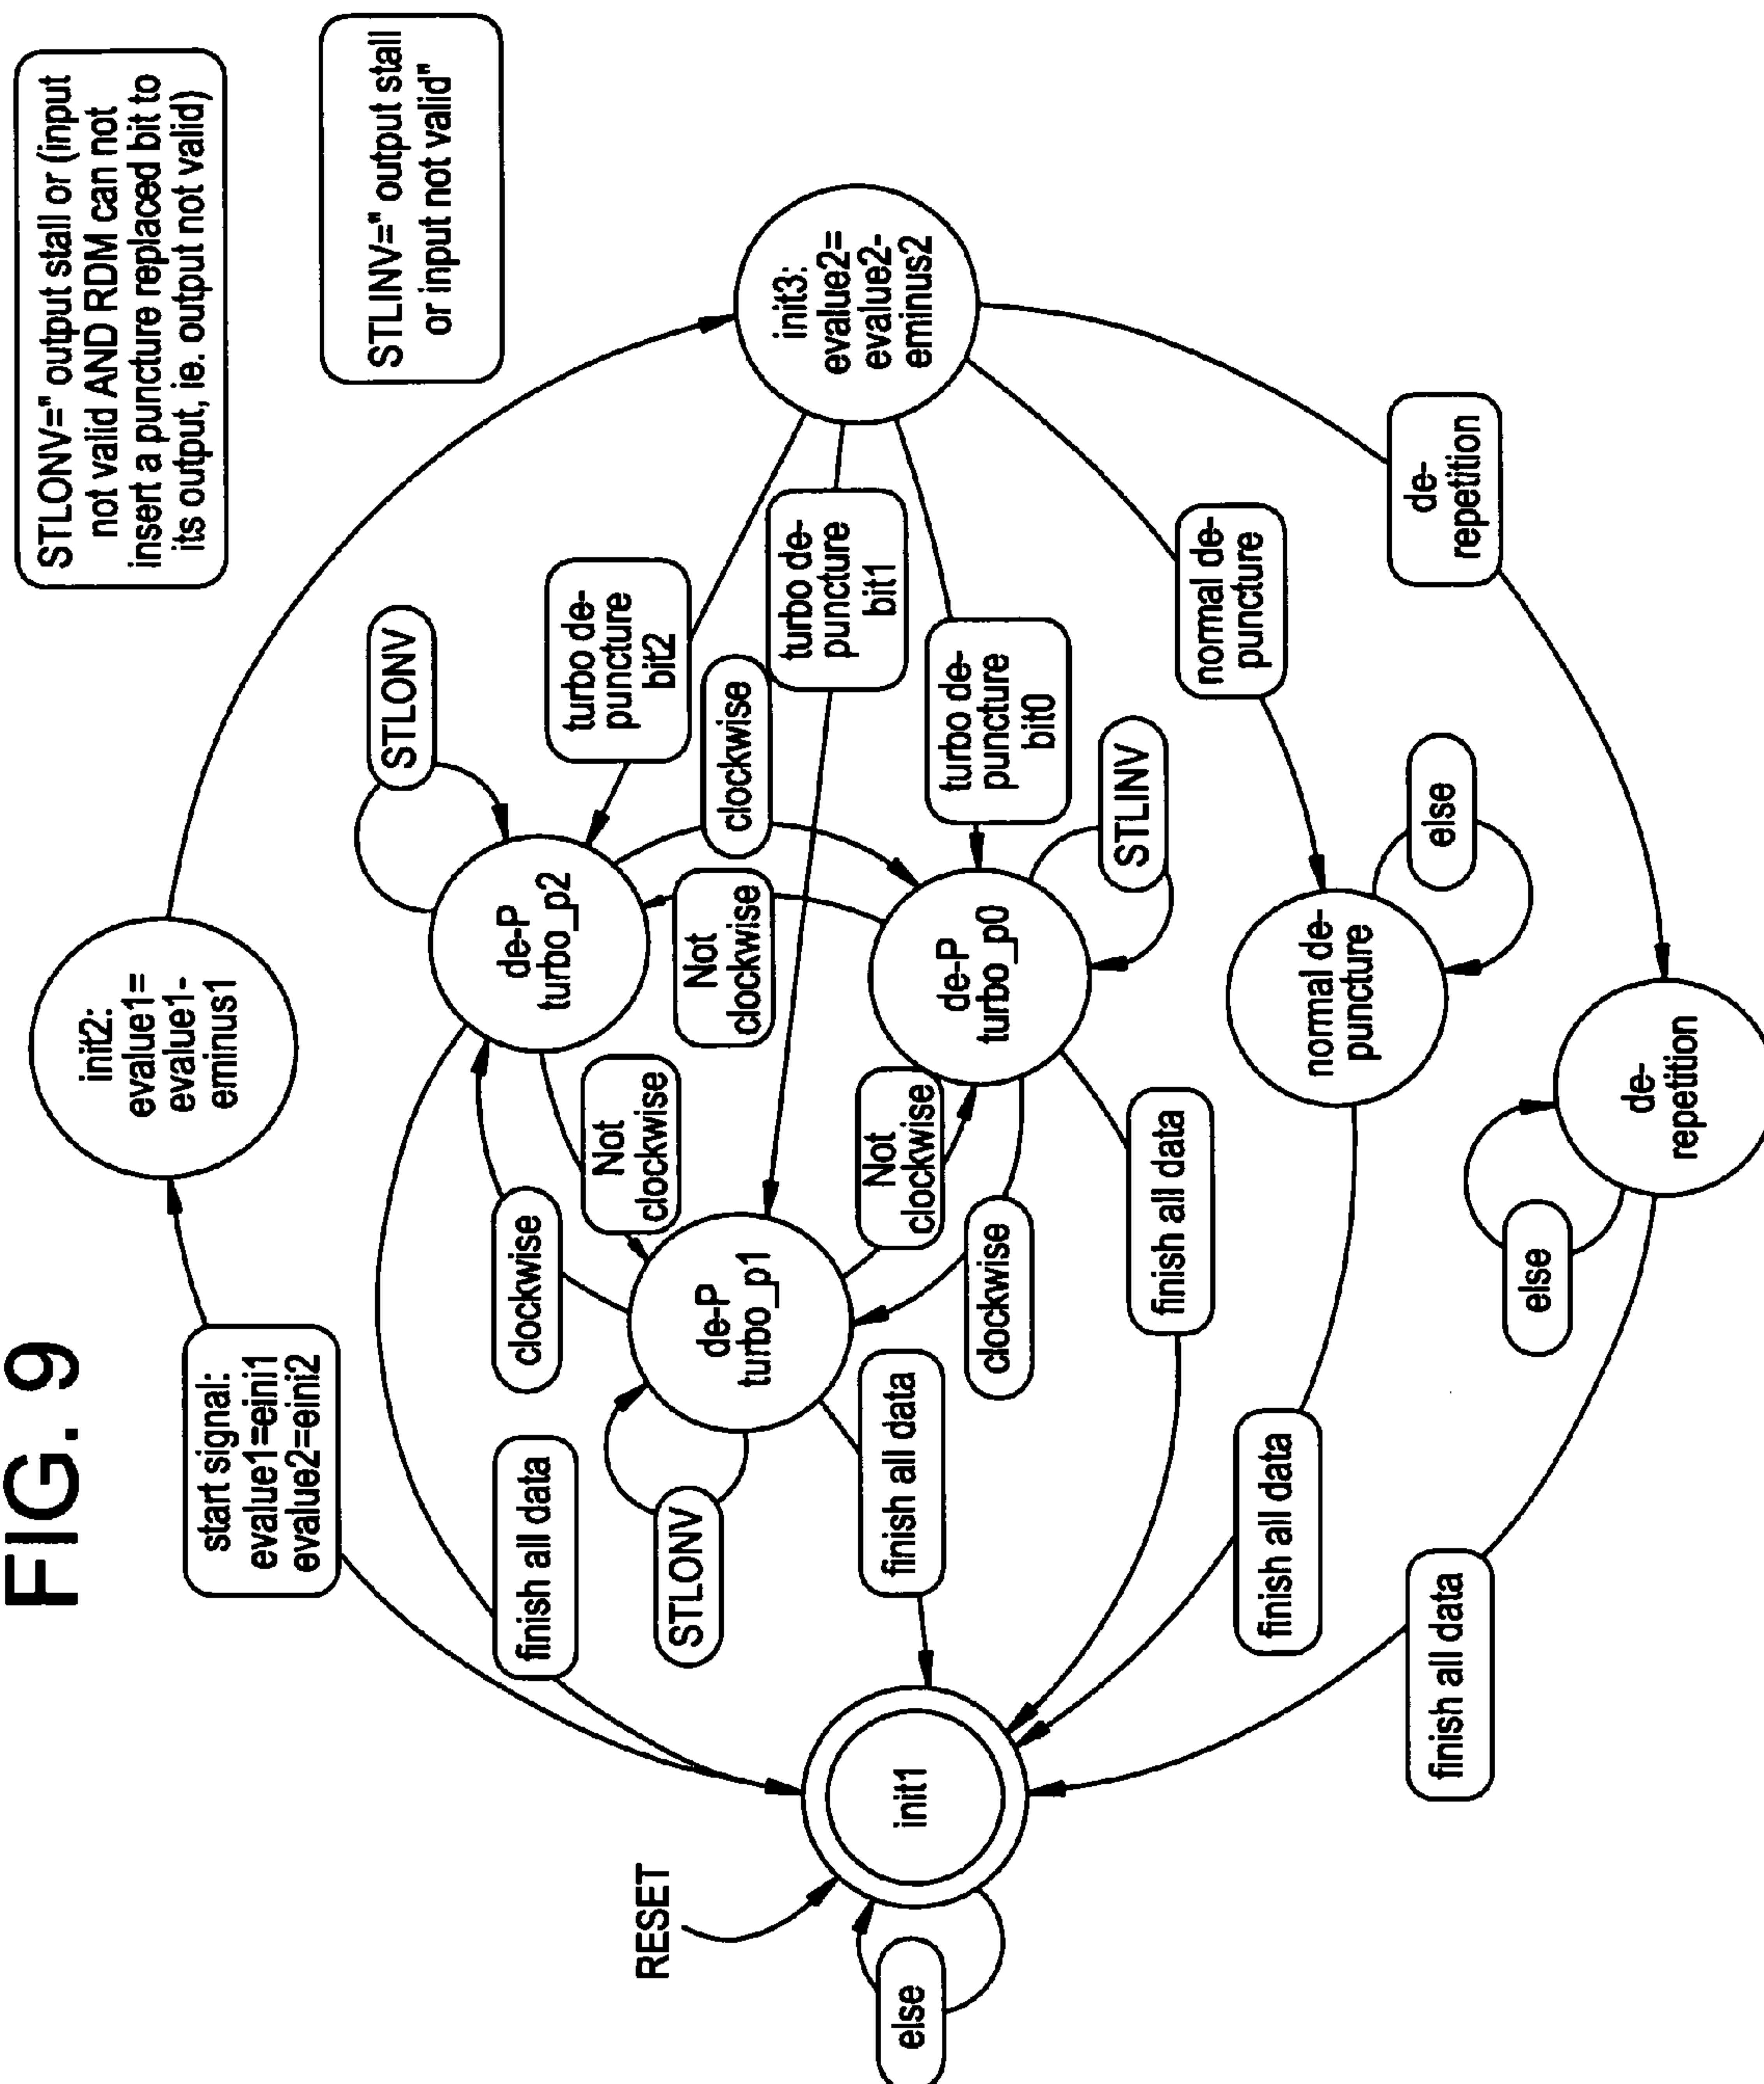 FIG. 9
STLONV=" output stall or (input
not valid AND RDM can not
insert a puncture replaced bit to
its output, ie. output not valid)
STLINV=" output stall
or input not valid"
start signal:
evalue1=eini1
evalue2=eini2
init2:
evalue1=
evalue1-
eminus1
init3:
evalue2=
evalue2-
eminus2
RESET
init1
else
STLONV
de-P
turbo_p2
turbo de-
puncture
bit2
turbo de-
puncture
bit1
turbo de-
puncture
bit0
normal de-
puncture
de-
repetition
clockwise
Not
clockwise
clockwise
Not
clockwise
de-P
turbo_p1
STLONV
Not
clockwise
clockwise
de-P
turbo_p0
STLINV
finish all data
finish all data
finish all data
finish all data
finish all data
normal de-
puncture
else
de-
repetition
else